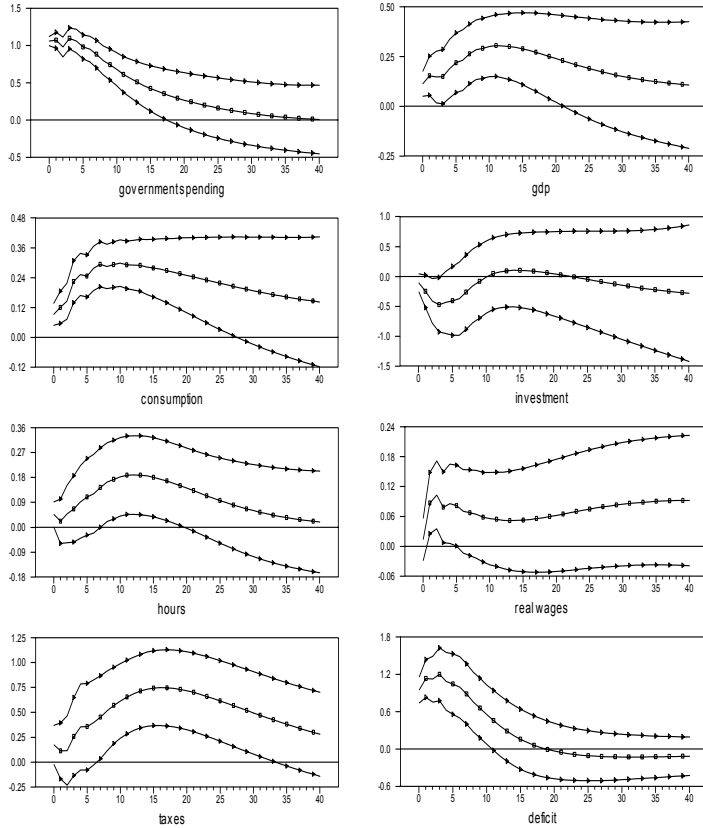 1.5
1.0
0.5
0.0
-0.5
0 5 10 15 20 25 30 35 40
governmentspending
0.50
0.25
0.00
-0.25
0 5 10 15 20 25 30 35 40
gdp
0.48
0.36
0.24
0.12
0.00
-0.12
0 5 10 15 20 25 30 35 40
consumption
1.0
0.5
0.0
-0.5
-1.0
-1.5
0 5 10 15 20 25 30 35 40
investment
0.36
0.27
0.18
0.09
0.00
-0.09
-0.18
0 5 10 15 20 25 30 35 40
hours
0.24
0.18
0.12
0.06
0.00
-0.06
0 5 10 15 20 25 30 35 40
real wages
1.25
1.00
0.75
0.50
0.25
0.00
-0.25
0 5 10 15 20 25 30 35 40
taxes
1.8
1.2
0.6
0.0
-0.6
0 5 10 15 20 25 30 35 40
deficit